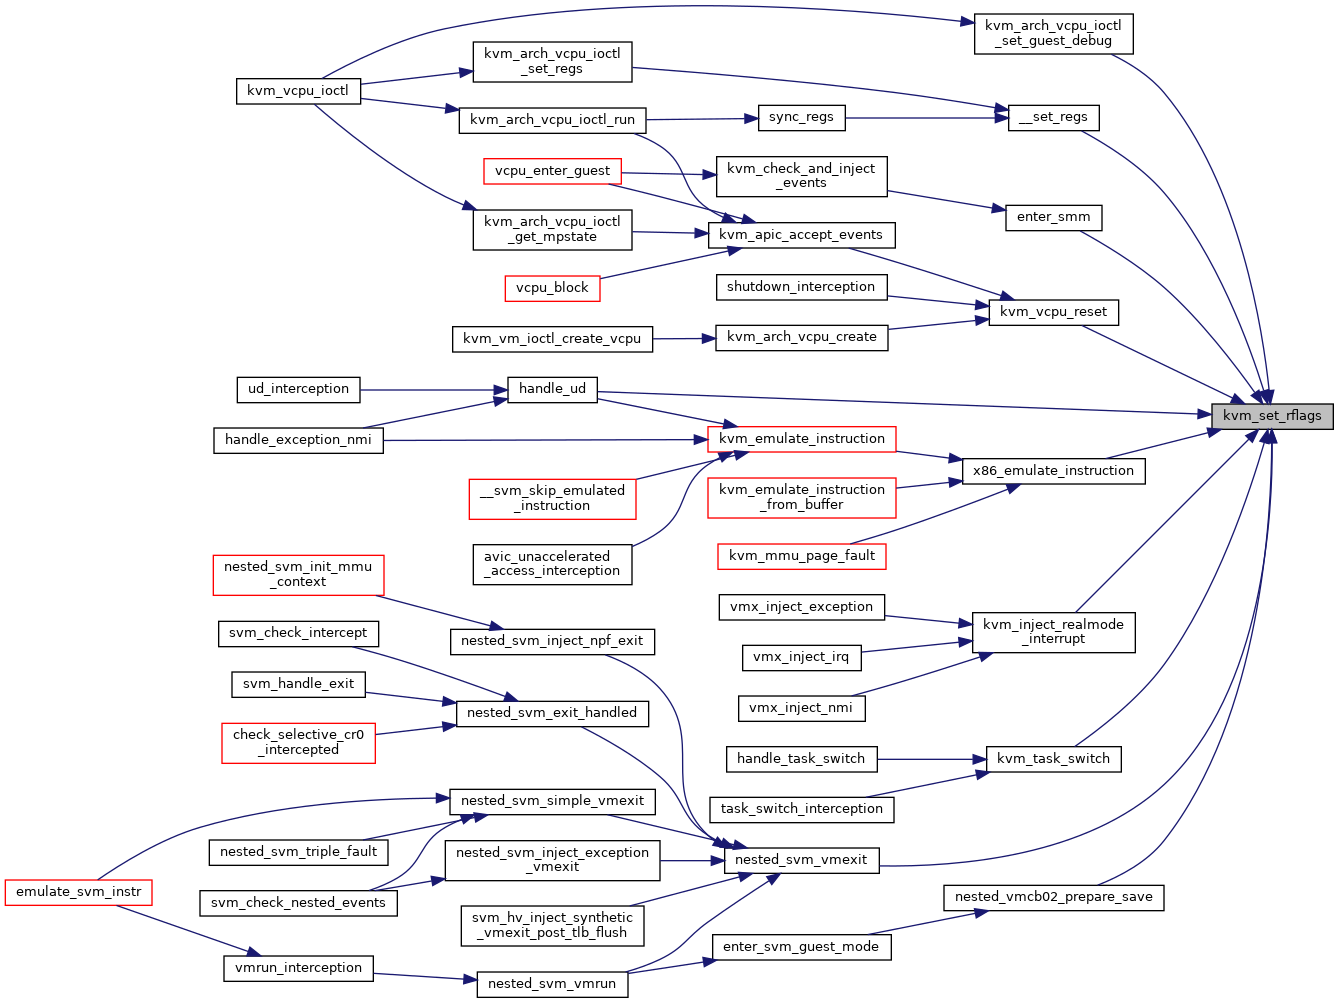 kvm_arch_vcpu_ioctl
_set_guest_debug
kvm_arch_vcpu_ioctl
_set_regs
kvm_vcpu_ioctl
kvm_arch_vcpu_ioctl_run
sync_regs
__set_regs
vcpu_enter_guest
kvm_check_and_inject
_events
enter_smm
kvm_arch_vcpu_ioctl
_get_mpstate
kvm_apic_accept_events
vcpu_block
shutdown_interception
kvm_vcpu_reset
kvm_vm_ioctl_create_vcpu
kvm_arch_vcpu_create
ud_interception
handle_ud
kvm_set_rflags
handle_exception_nmi
kvm_emulate_instruction
x86_emulate_instruction
__svm_skip_emulated
_instruction
kvm_emulate_instruction
_from_buffer
avic_unaccelerated
_access_interception
kvm_mmu_page_fault
nested_svm_init_mmu
_context
vmx_inject_exception
kvm_inject_realmode
_interrupt
svm_check_intercept
nested_svm_inject_npf_exit
vmx_inject_irq
svm_handle_exit
nested_svm_exit_handled
vmx_inject_nmi
check_selective_cr0
_intercepted
handle_task_switch
kvm_task_switch
nested_svm_simple_vmexit
task_switch_interception
nested_svm_triple_fault
nested_svm_inject_exception
_vmexit
nested_svm_vmexit
emulate_svm_instr
svm_check_nested_events
nested_vmcb02_prepare_save
svm_hv_inject_synthetic
_vmexit_post_tlb_flush
enter_svm_guest_mode
vmrun_interception
nested_svm_vmrun